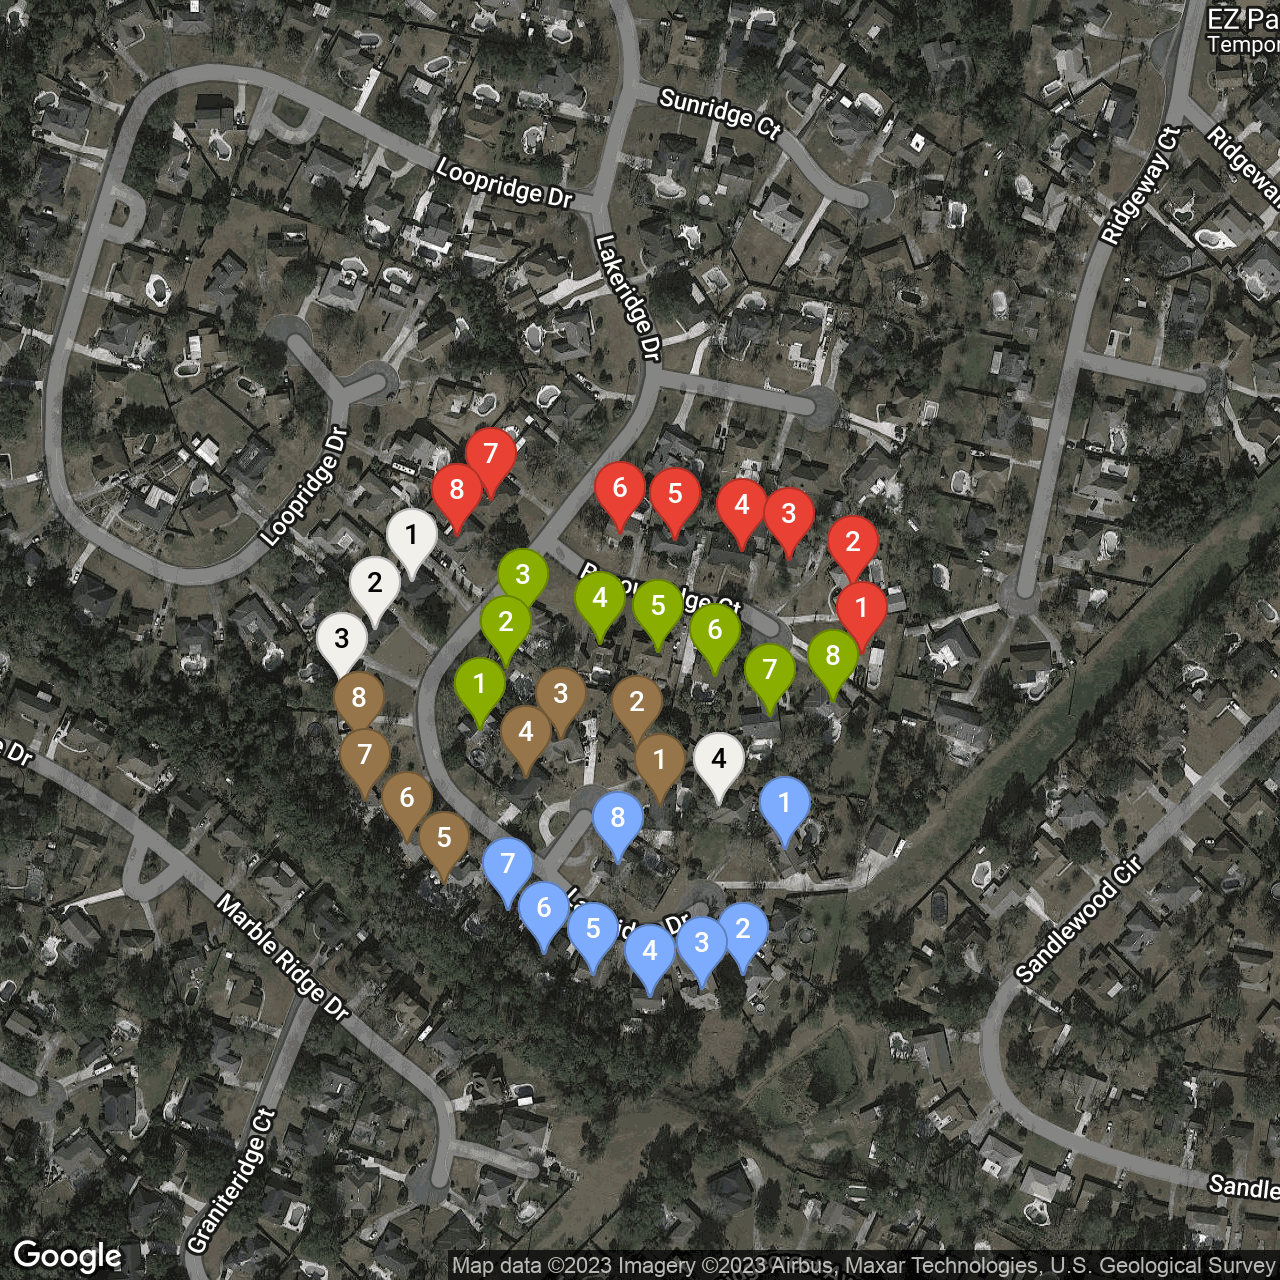 EZ Pa
Tempor
Sunridge Ct
Ridgeway Ct
Ridgeway
Loopridge Dr
Lakeridge Dr
Loopridge Dr
7
8
6
5
4
3
2
1
1
2
3
3
2
1
4
5
6
7
8
3
4
2
1
4
8
7
6
5
1
8
7
6
5
4
3
2
Dr
Marble Ridge Dr
Sandlewood Cir
Graniteridge Ct
Sandle
Google
Map data ©2023 Imagery ©2023 Airbus, Maxar Technologies, U.S. Geological Survey